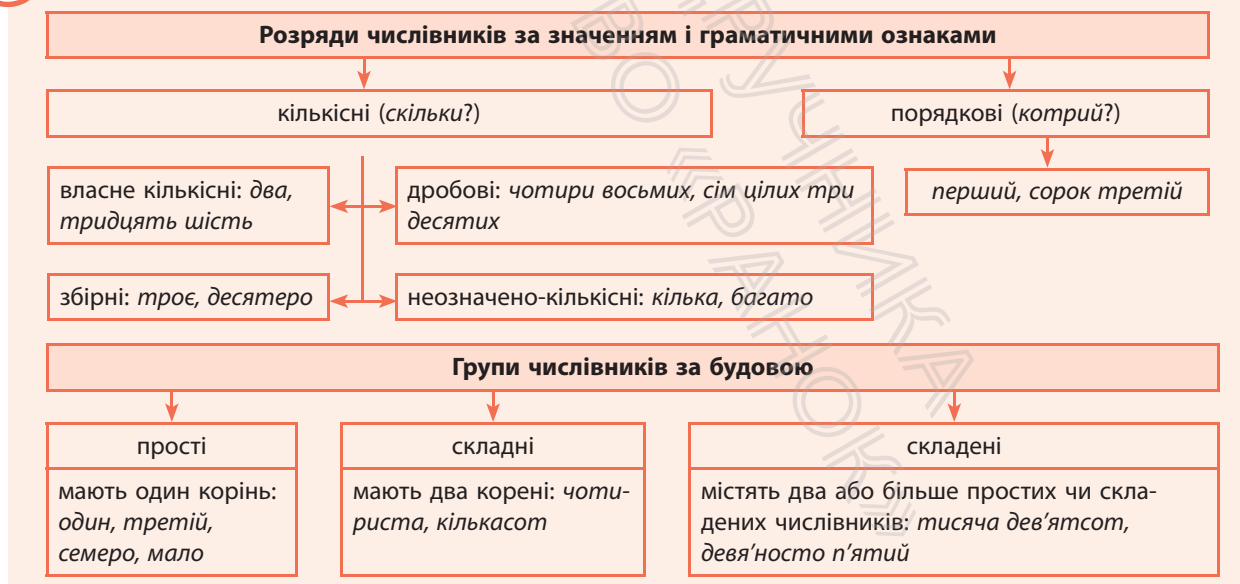 Розряди числівників за значенням і граматичними ознаками
кількісні (скільки?)
порядкові (котрий?)
власне кількісні: два,
тридцять шість
дробові: чотири восьмих, сім цілих три
десятих
перший, сорок третій
збірні: троє, десятеро
неозначено-кількісні: кілька, багато
Групи числівників за будовою
прості
мають один корінь:
один, третій,
семеро, мало
складні
мають два корені: чоти-
риста, кількасот
складені
містять два або більше простих чи скла-
дених числівників: тисяча дев’ятсот,
девя’носто п’ятий
«РАНОК»